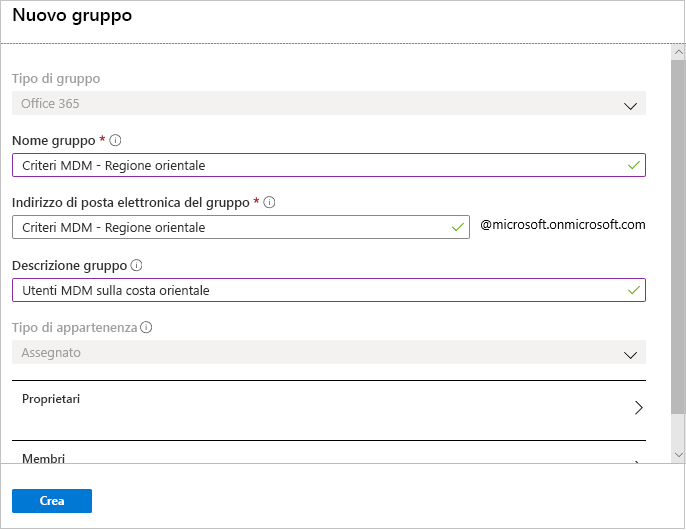 Nuovo gruppo
Tipo di gruppo
Office 365
Nome gruppo *
Criteri MDM - Regione orientale
Indirizzo di posta elettronica del gruppo *
Criteri MDM - Regione orientale @microsoft.onmicrosoft.com
Descrizione gruppo
Utenti MDM sulla costa orientale
Tipo di appartenenza
Assegnato
Proprietari
Membri
Crea